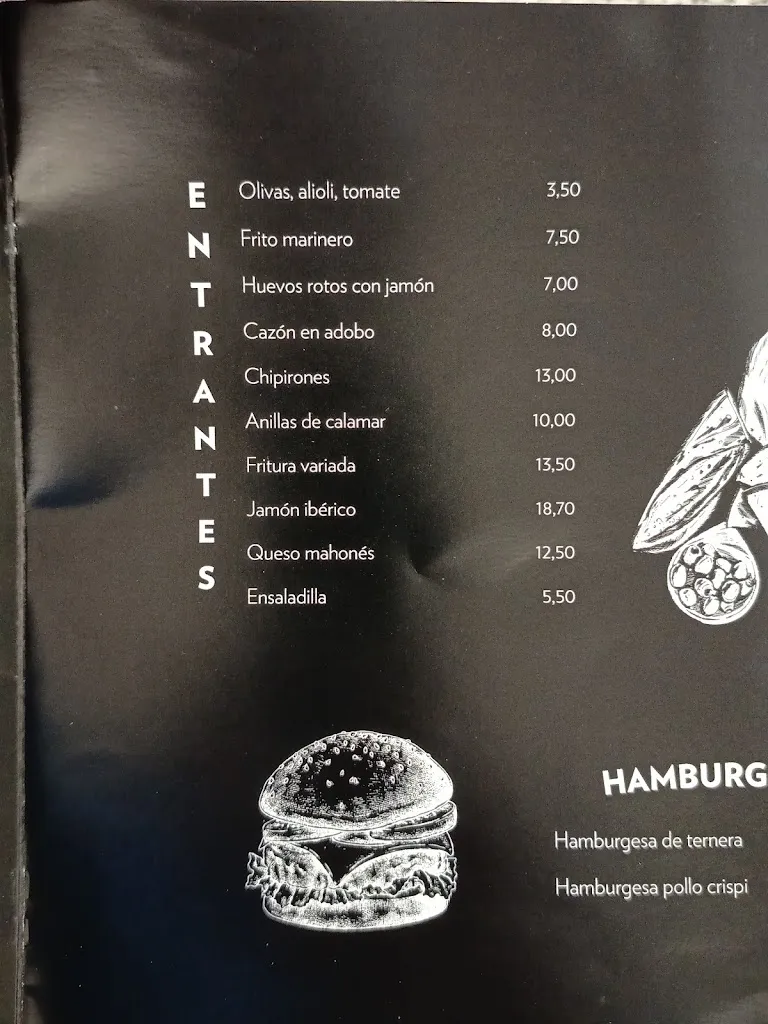 ENTRANTES
Olivas, alioli, tomate 3,50
Frito marinero 7,50
Huevos rotos con jamón 7,00
Cazón en adobo 8,00
Chipirones 13,00
Anillas de calamar 10,00
Fritura variada 13,50
Jamón ibérico 18,70
Queso mahonés 12,50
Ensaladilla 5,50
HAMBURG
Hamburgesa de ternera
Hamburgesa pollo crispi